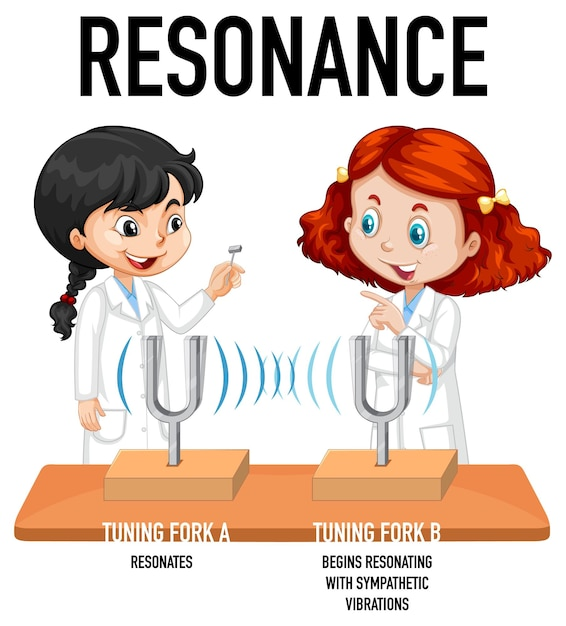 RESONANCE
TUNING FORK A
RESONATES
TUNING FORK B
BEGINS RESONATING
WITH SYMPATHETIC
VIBRATIONS